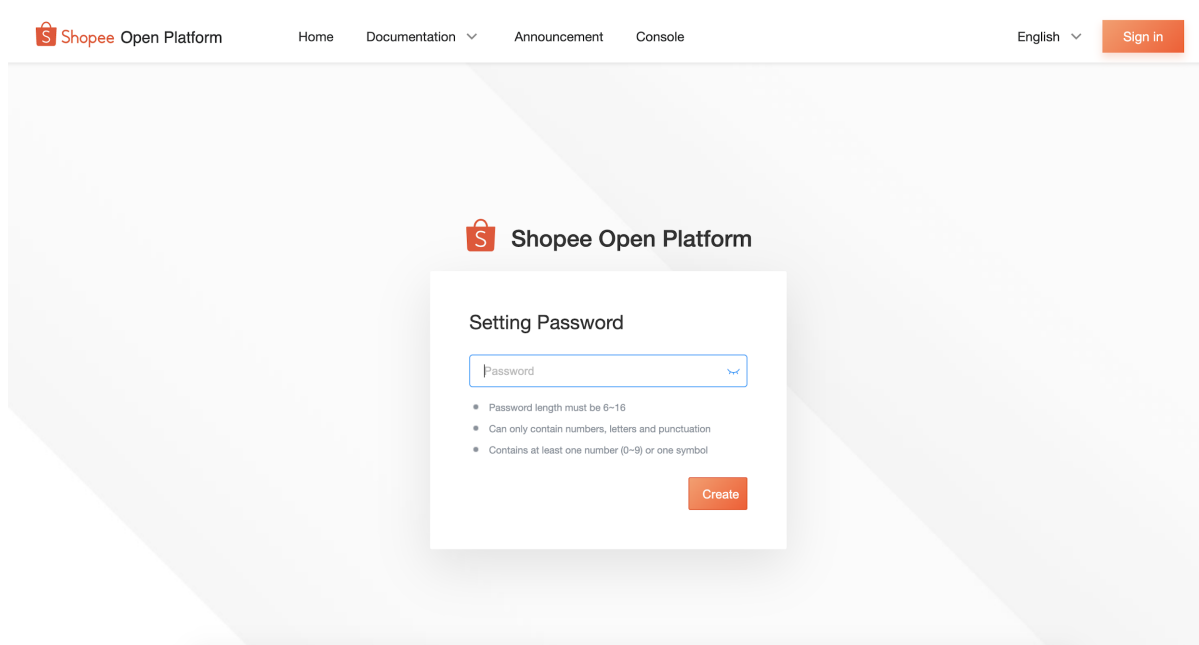 Shopee Open Platform Home Documentation Announcement Console English Sign in
Shopee Open Platform
Setting Password
Password
Password length must be 6~16
Can only contain numbers, letters and punctuation
Contains at least one number (0~9) or one symbol
Create